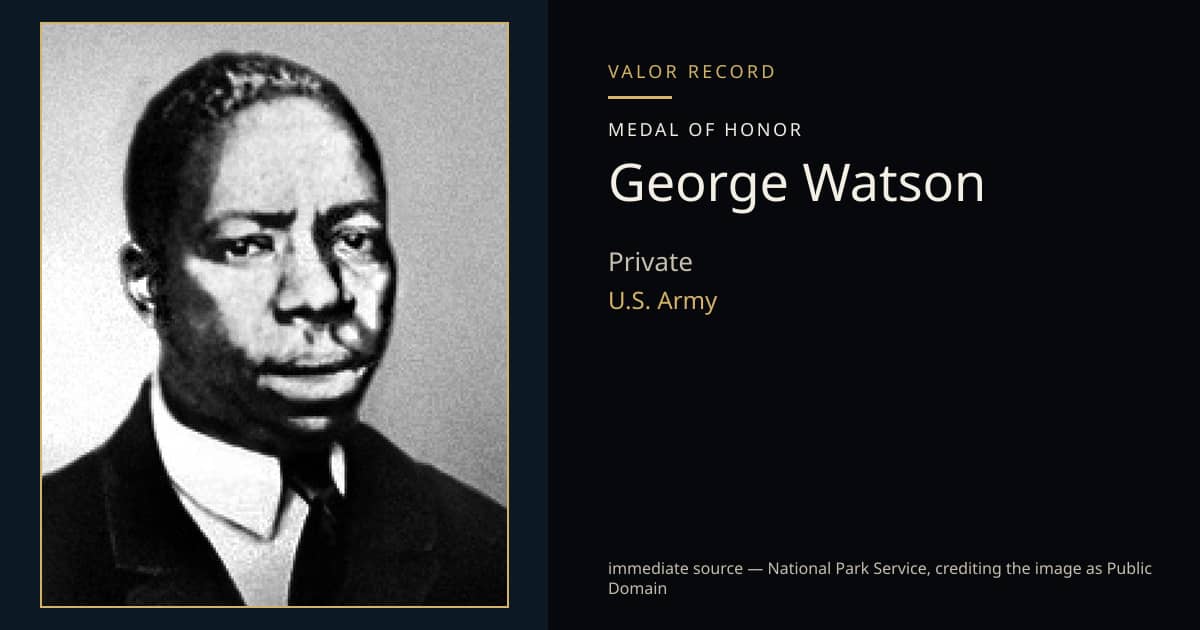 VALOR RECORD
MEDAL OF HONOR
George Watson
Private
U.S. Army
immediate source — National Park Service, crediting the image as Public
Domain